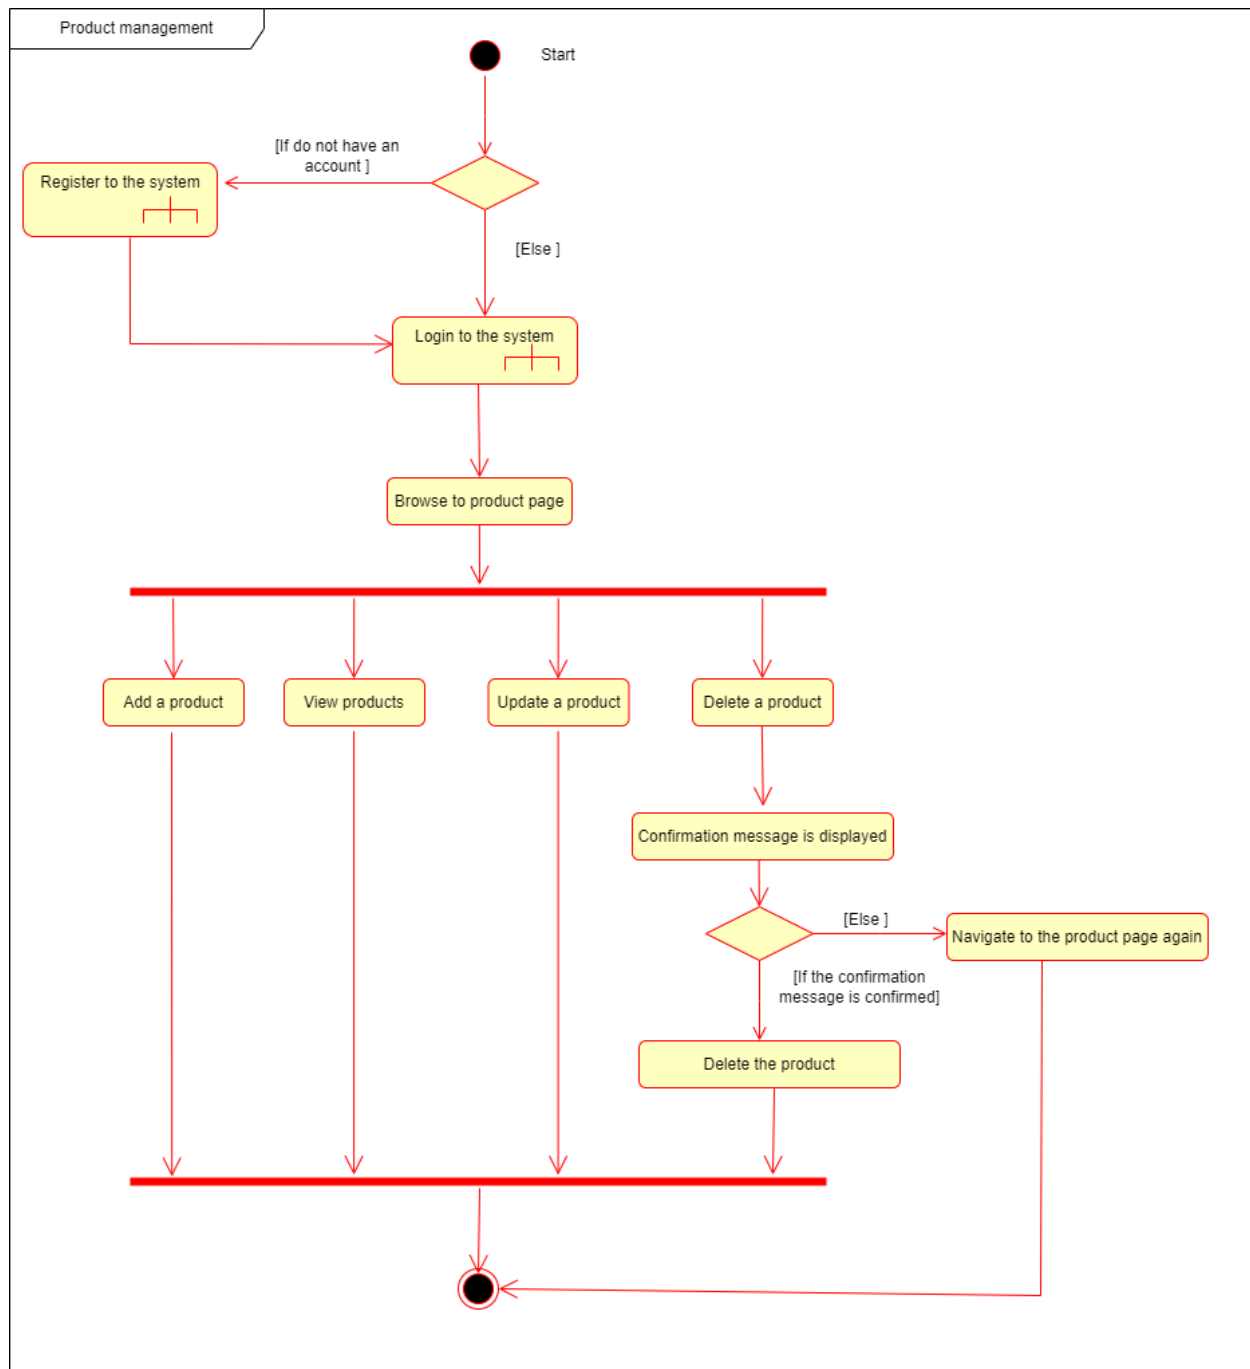 Product management
Start
[If do not have an
account ]
Register to the system
[Else ]
Login to the system
Browse to product page
Add a product
View products
Update a product
Delete a product
Confirmation message is displayed
[Else ]
Navigate to the product page again
[If the confirmation
message is confirmed]
Delete the product